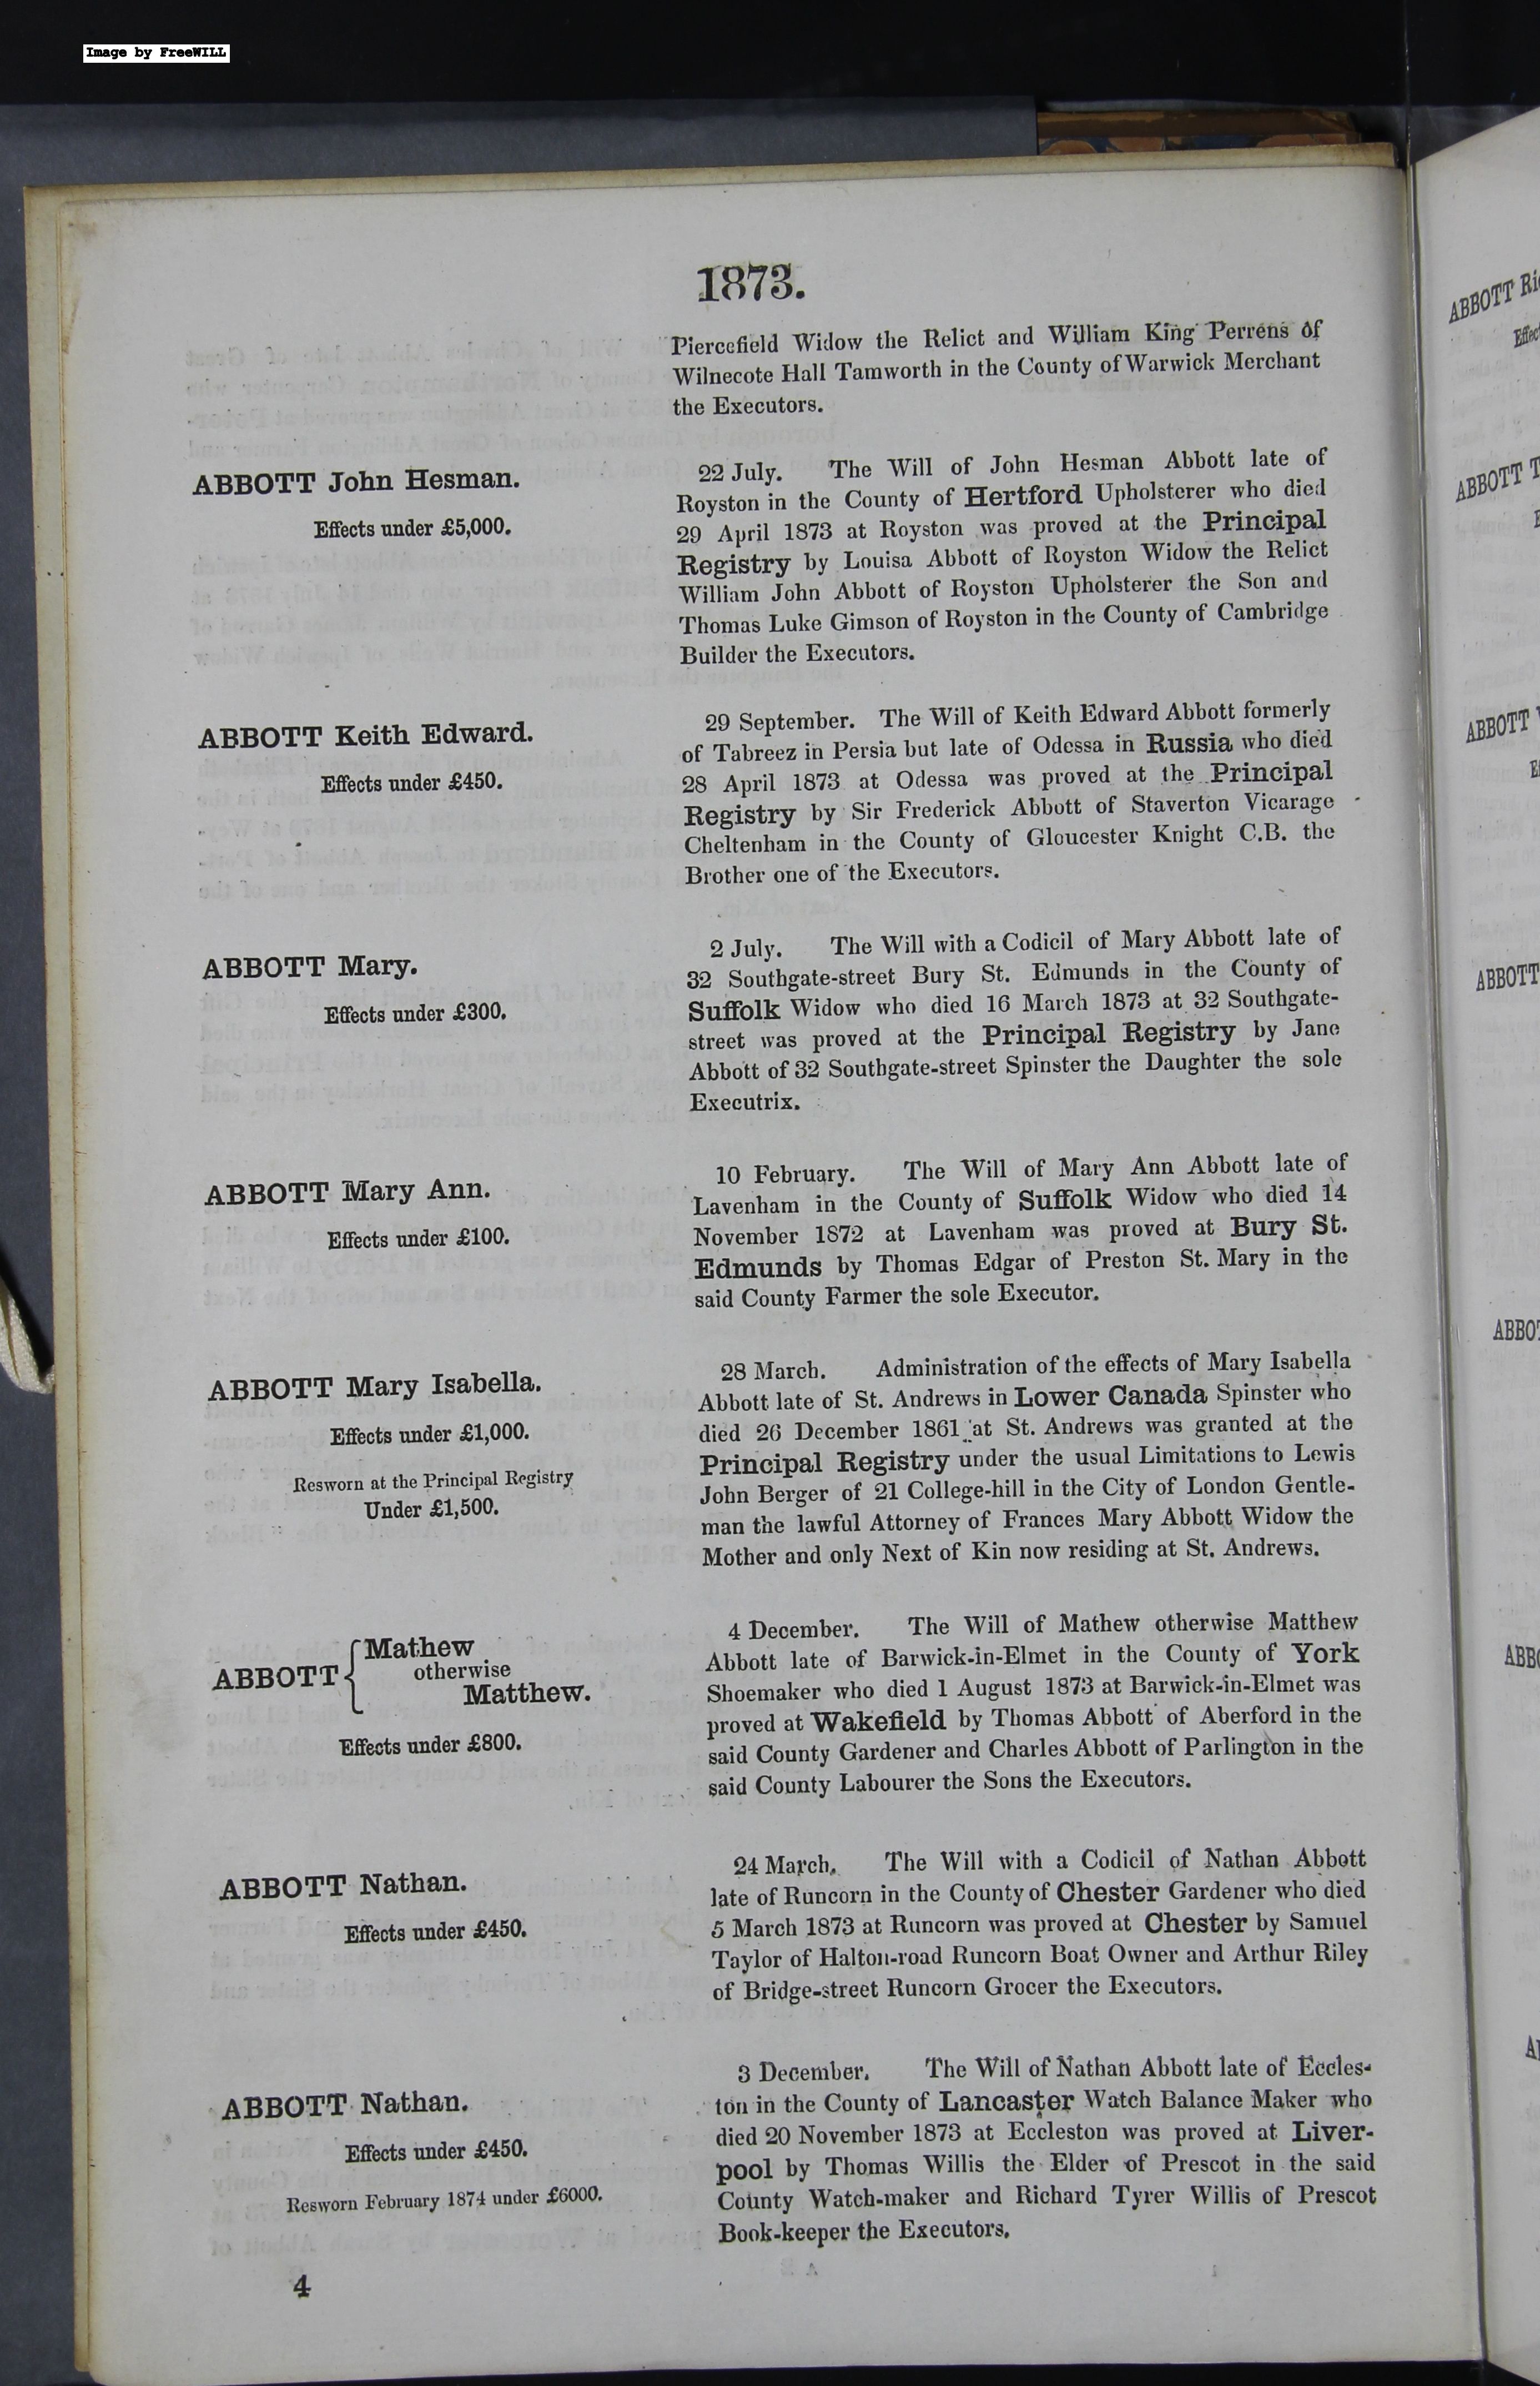 Image by FreeWILL
1873.
Piercefield Widow the Relict and William King Perrens of
Wilnecote Hall Tamworth in the County of Warwick Merchant
the Executors.
ABBOTT John Hesman.
Effects under £5,000.
22 July. The Will of John Hesman Abbott late of
Royston in the County of Hertford Upholsterer who died
29 April 1873 at Royston was proved at the Principal
Registry by Louisa Abbott of Royston Widow the Relict
William John Abbott of Royston Upholsterer the Son and
Thomas Luke Gimson of Royston in the County of Cambridge
Builder the Executors.
ABBOTT Keith Edward.
Effects under £450.
29 September. The Will of Keith Edward Abbott formerly
of Tabreez in Persia but late of Odessa in Russia who died
28 April 1873 at Odessa was proved at the Principal
Registry by Sir Frederick Abbott of Staverton Vicarage
Cheltenham in the County of Gloucester Knight C.B. the
Brother one of the Executors.
ABBOTT Mary.
Effects under £300.
2 July. The Will with a Codicil of Mary Abbott late of
32 Southgate-street Bury St. Edmunds in the County of
Suffolk Widow who died 16 March 1873 at 32 Southgate-
street was proved at the Principal Registry by Jane
Abbott of 32 Southgate-street Spinster the Daughter the sole
Executrix.
ABBOTT Mary Ann.
Effects under £100.
10 February. The Will of Mary Ann Abbott late of
Lavenham in the County of Suffolk Widow who died 14
November 1872 at Lavenham was proved at Bury St.
Edmunds by Thomas Edgar of Preston St. Mary in the
said County Farmer the sole Executor.
ABBOTT Mary Isabella.
Effects under £1,000.
Resworn at the Principal Registry
Under £1,500.
28 March. Administration of the effects of Mary Isabella
Abbott late of St. Andrews in Lower Canada Spinster who
died 26 December 1861 at St. Andrews was granted at the
Principal Registry under the usual Limitations to Lewis
John Berger of 21 College-hill in the City of London Gentle-
man the lawful Attorney of Frances Mary Abbott Widow the
Mother and only Next of Kin now residing at St. Andrews.
ABBOTT { Mathew
otherwise
Matthew.
Effects under £800.
4 December. The Will of Mathew otherwise Matthew
Abbott late of Barwick-in-Elmet in the County of York
Shoemaker who died 1 August 1873 at Barwick-in-Elmet was
proved at Wakefield by Thomas Abbott of Aberford in the
said County Gardener and Charles Abbott of Parlington in the
said County Labourer the Sons the Executors.
ABBOTT Nathan.
Effects under £450.
24 March. The Will with a Codicil of Nathan Abbott
late of Runcorn in the County of Chester Gardener who died
5 March 1873 at Runcorn was proved at Chester by Samuel
Taylor of Halton-road Runcorn Boat Owner and Arthur Riley
of Bridge-street Runcorn Grocer the Executors.
ABBOTT Nathan.
Effects under £450.
Resworn February 1874 under £6000.
3 December. The Will of Nathan Abbott late of Eccles-
ton in the County of Lancaster Watch Balance Maker who
died 20 November 1873 at Eccleston was proved at Liver-
pool by Thomas Willis the Elder of Prescot in the said
County Watch-maker and Richard Tyrer Willis of Prescot
Book-keeper the Executors.
4
ABBOTT
ABBOTT
ABBOTT
ABBOTT